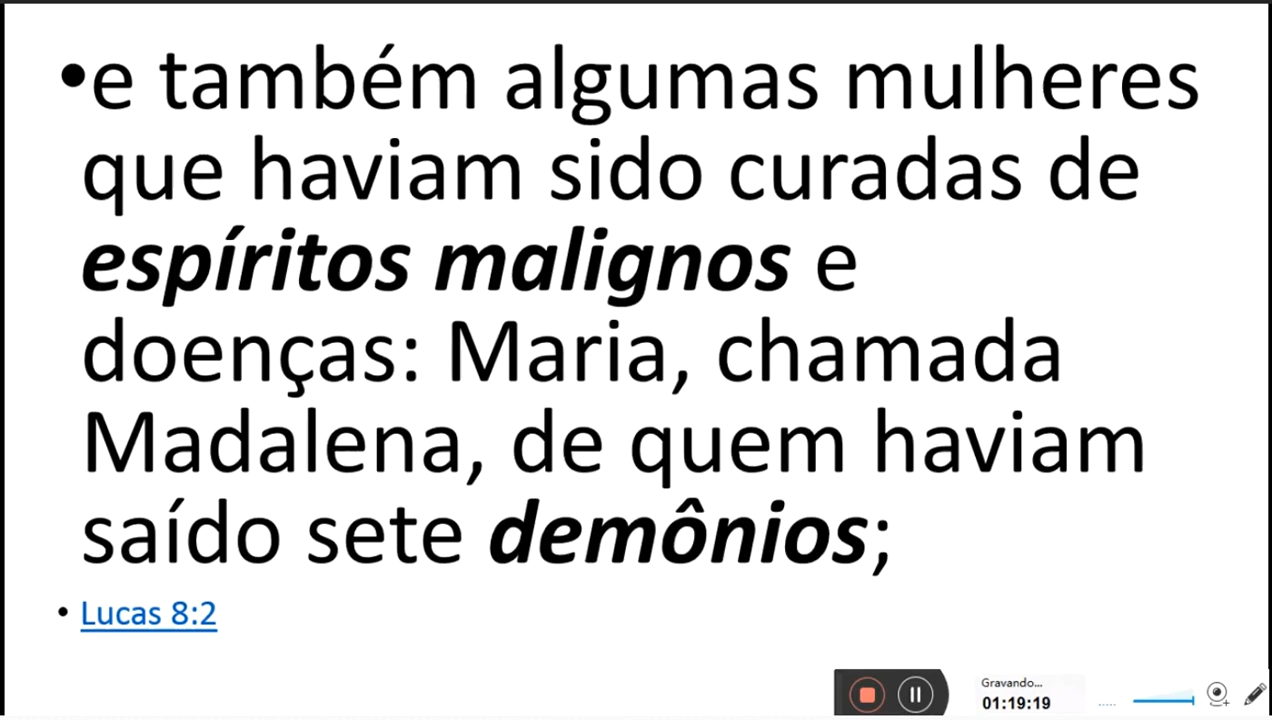 •e também algumas mulheres
que haviam sido curadas de
espíritos malignos e
doenças: Maria, chamada
Madalena, de quem haviam
saído sete demônios;
• Lucas 8:2
Gravando...
01:19:19